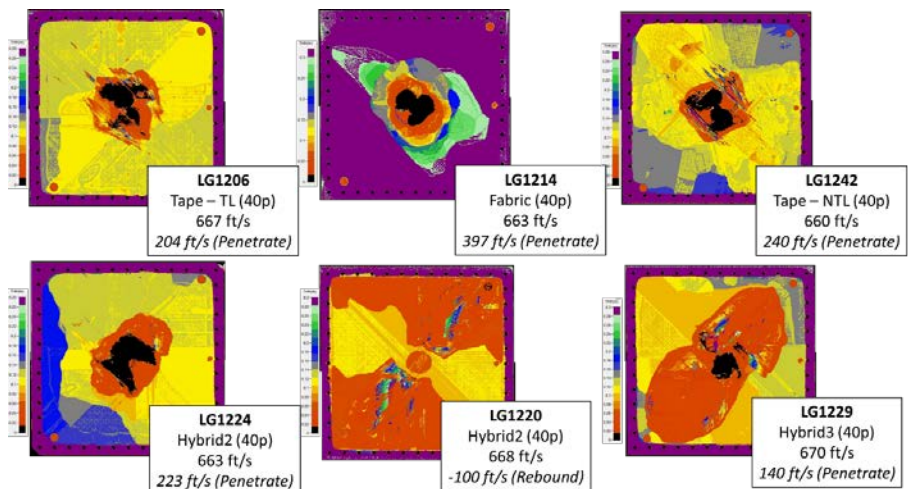 LG1206
Tape – TL (40p)
667 ft/s
204 ft/s (Penetrate)
LG1214
Fabric (40p)
663 ft/s
397 ft/s (Penetrate)
LG1242
Tape – NTL (40p)
660 ft/s
240 ft/s (Penetrate)
LG1224
Hybrid2 (40p)
663 ft/s
223 ft/s (Penetrate)
LG1220
Hybrid2 (40p)
668 ft/s
-100 ft/s (Rebound)
LG1229
Hybrid3 (40p)
670 ft/s
140 ft/s (Penetrate)